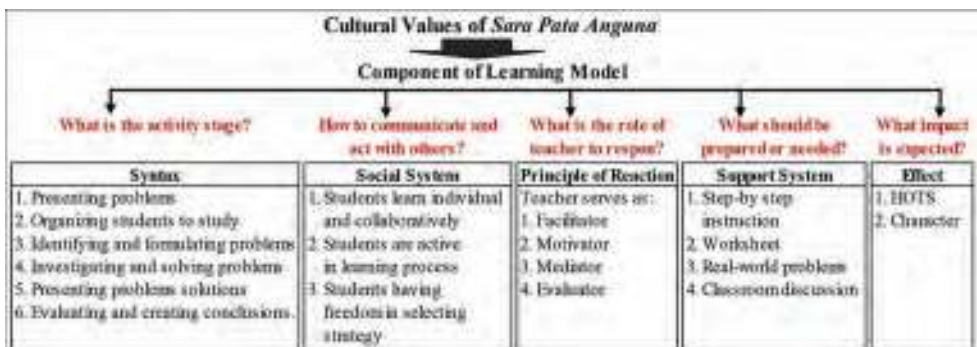 Cultural Values of Sara Pata Anguna
Component of Learning Model
What is the activity stage?
How to communicate and
act with others?
What is the role of
teacher to respon?
What should be
prepared or needed?
What impact
is expected?
Syntax
1. Presenting problems
2. Organizing students to study
3. Identifying and formulating problems
4. Investigating and solving problems
5. Presenting problems solutions
6. Evaluating and creating conclusions.
Social System
1. Students learn individual
and collaboratively
2. Students are active
in learning process
3. Students having
freedom in selecting
strategy
Principle of Reaction
Teacher serves as:
1. Facilitator
2. Motivator
3. Mediator
4. Evaluator
Support System
1. Step-by step
instruction
2. Worksheet
3. Real-world problems
4. Classroom discussion
Effect
1. HOTS
2. Character